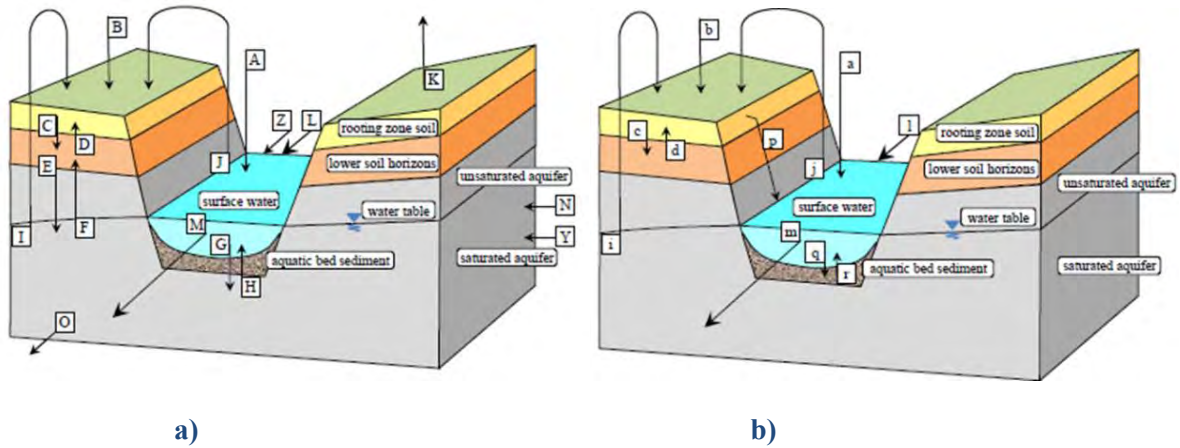 B
A
K
C
D
Z
L
rooting zone soil
E
J
lower soil horizons
unsaturated aquifer
surface water
N
water table
I
F
M
Y
G
aquatic bed sediment
saturated aquifer
H
O
a)
b
a
c
d
p
l
rooting zone soil
j
lower soil horizons
unsaturated aquifer
surface water
water table
i
m
q
aquatic bed sediment
saturated aquifer
r
b)